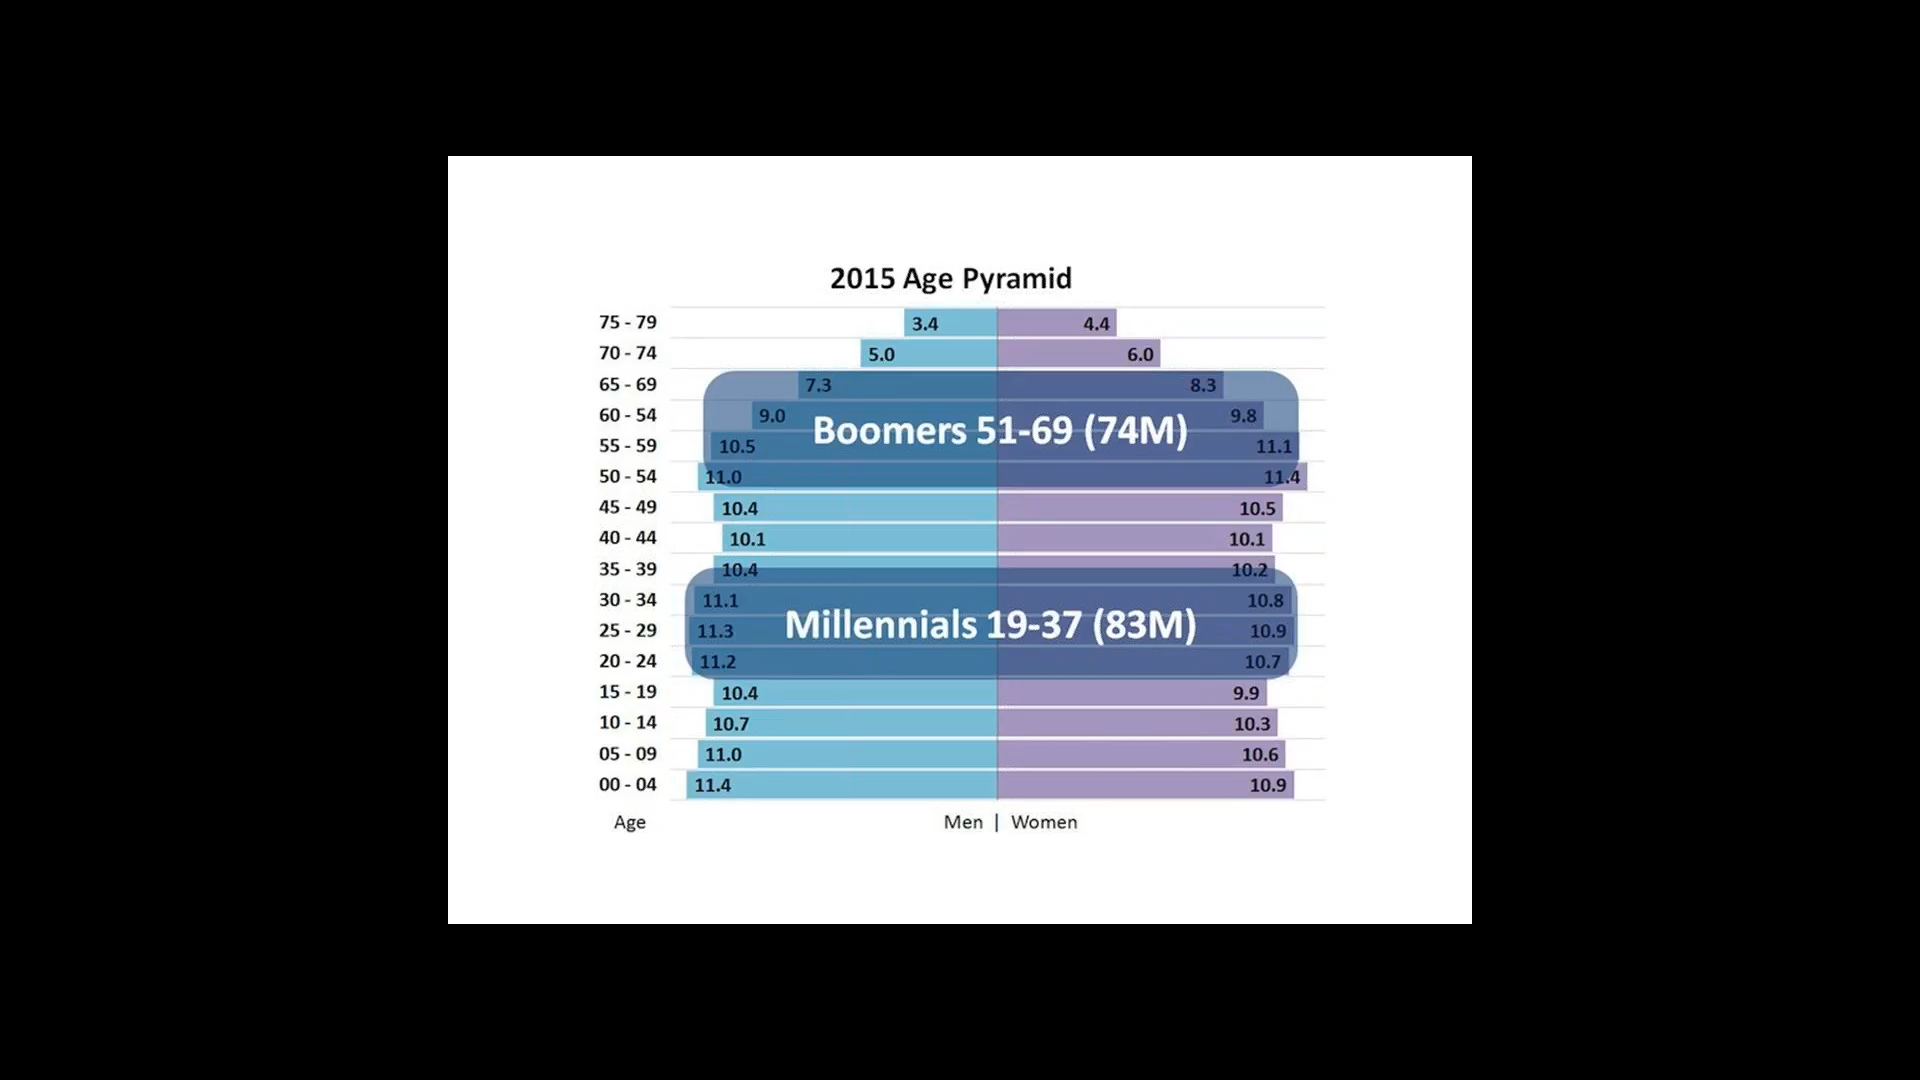 2015 Age Pyramid
75 - 79 3.4 4.4
70 - 74 5.0 6.0
65 - 69 7.3 8.3
60 - 54 9.0 9.8
Boomers 51-69 (74M)
55 - 59 10.5 11.1
50 - 54 11.0 11.4
45 - 49 10.4 10.5
40 - 44 10.1 10.1
35 - 39 10.4 10.2
30 - 34 11.1 10.8
Millennials 19-37 (83M)
25 - 29 11.3 10.9
20 - 24 11.2 10.7
15 - 19 10.4 9.9
10 - 14 10.7 10.3
05 - 09 11.0 10.6
00 - 04 11.4 10.9
Age Men | Women